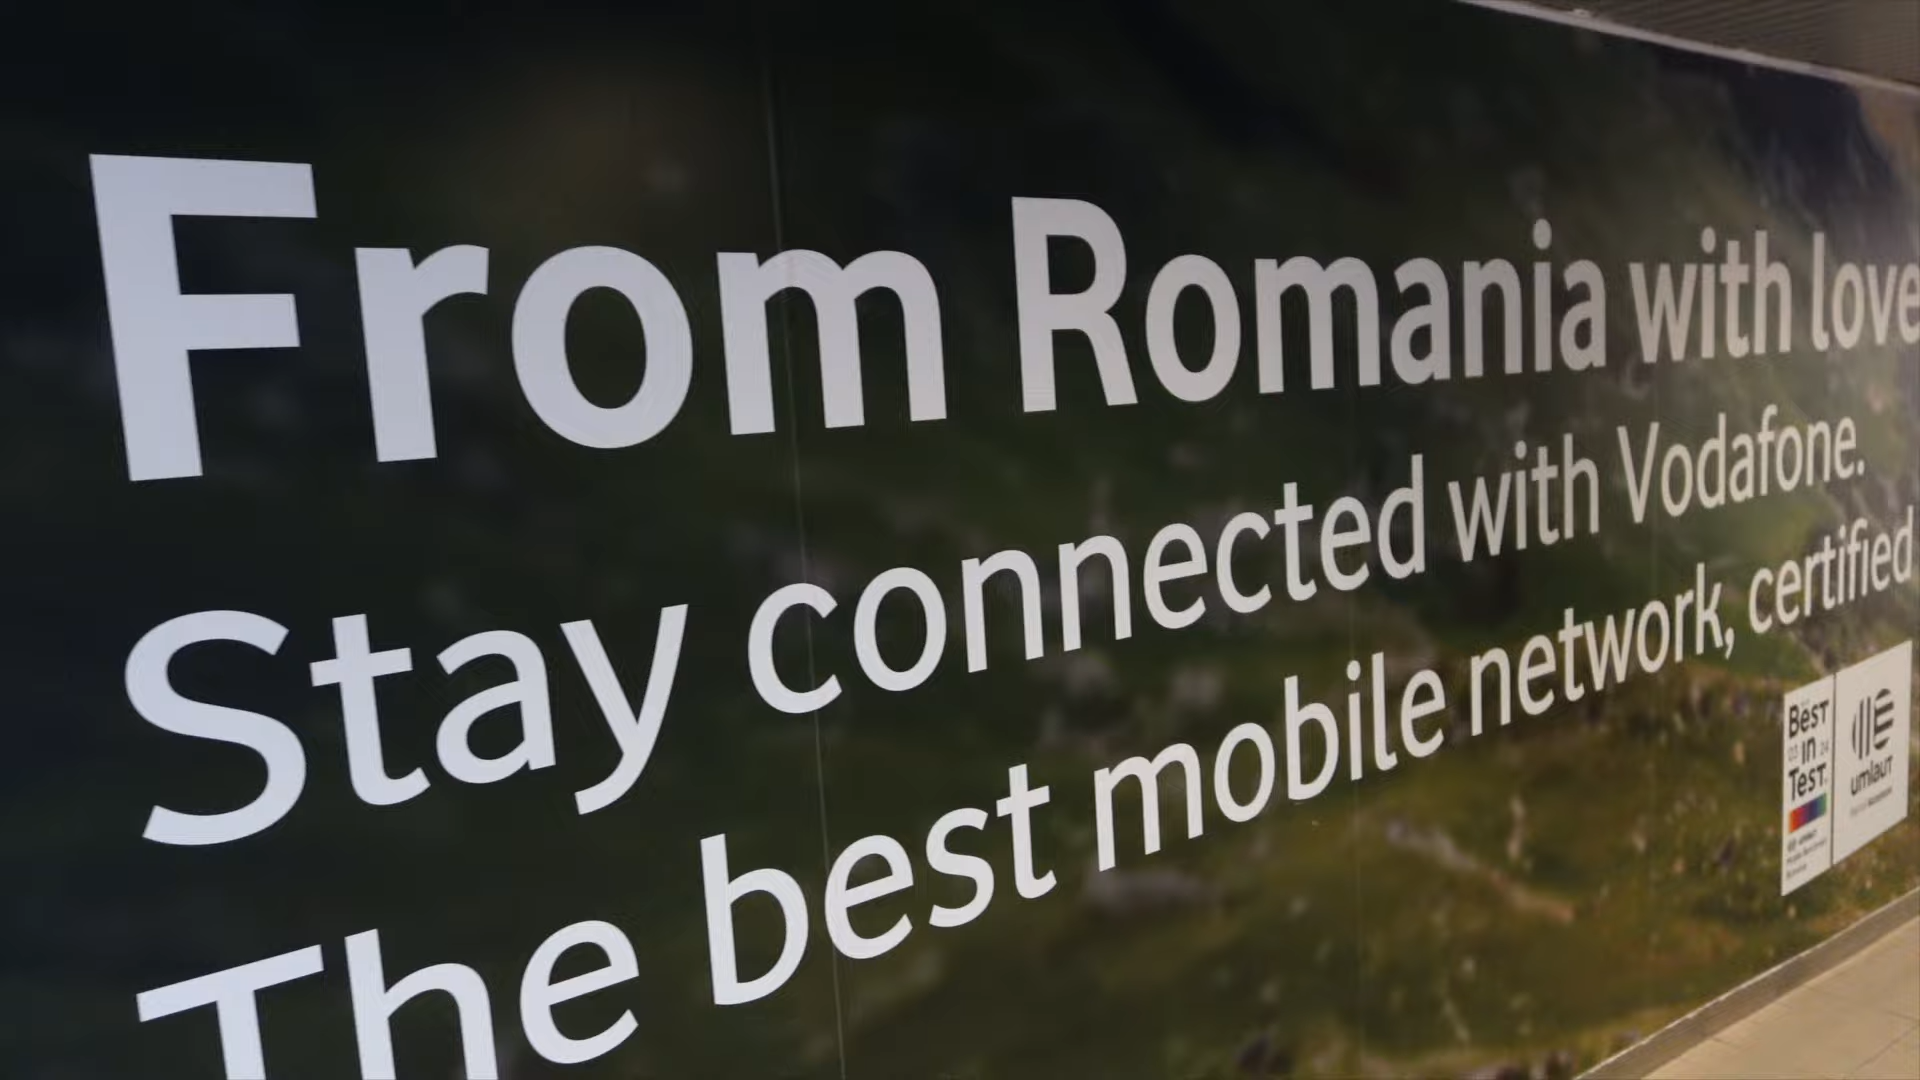 From Romania with love
Stay connected with Vodafone.
The best mobile network, certified
BEST
IN
TEST
umlaut